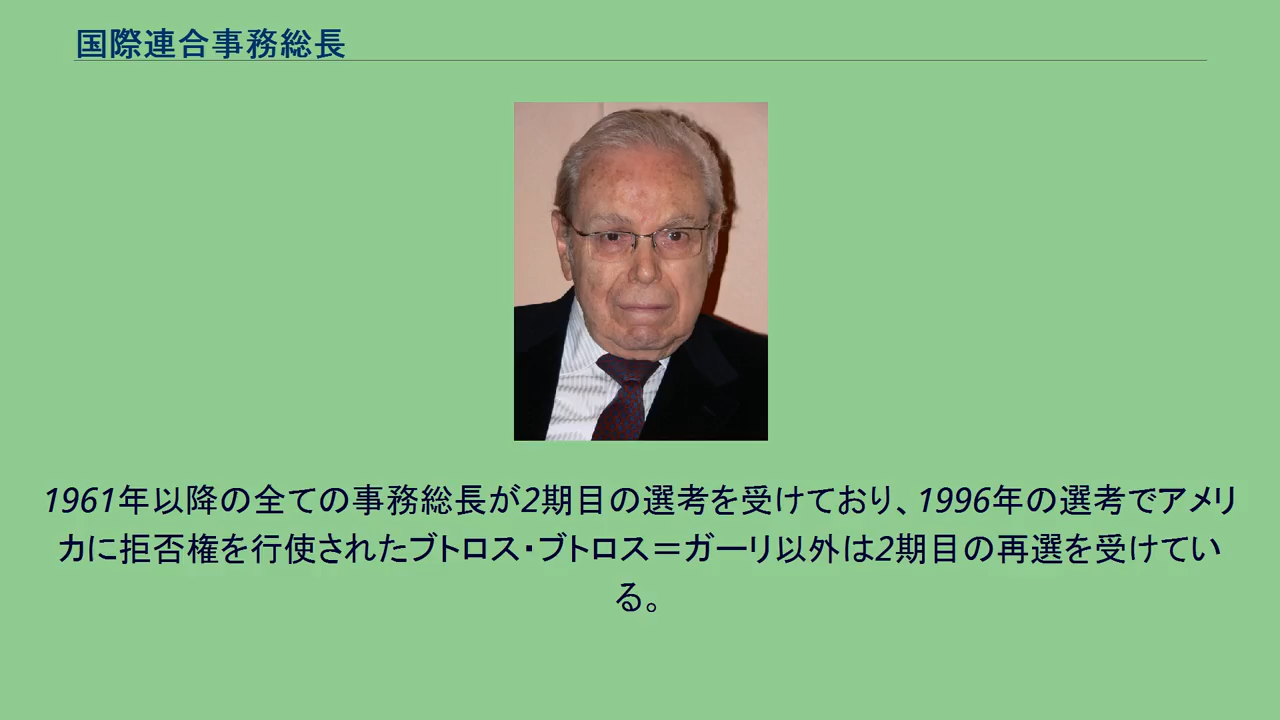 国際連合事務総長
1961年以降の全ての事務総長が2期目の選考を受けており、1996年の選考でアメリ
カに拒否権を行使されたブトロス・ブトロス＝ガーリ以外は2期目の再選を受けてい
る。